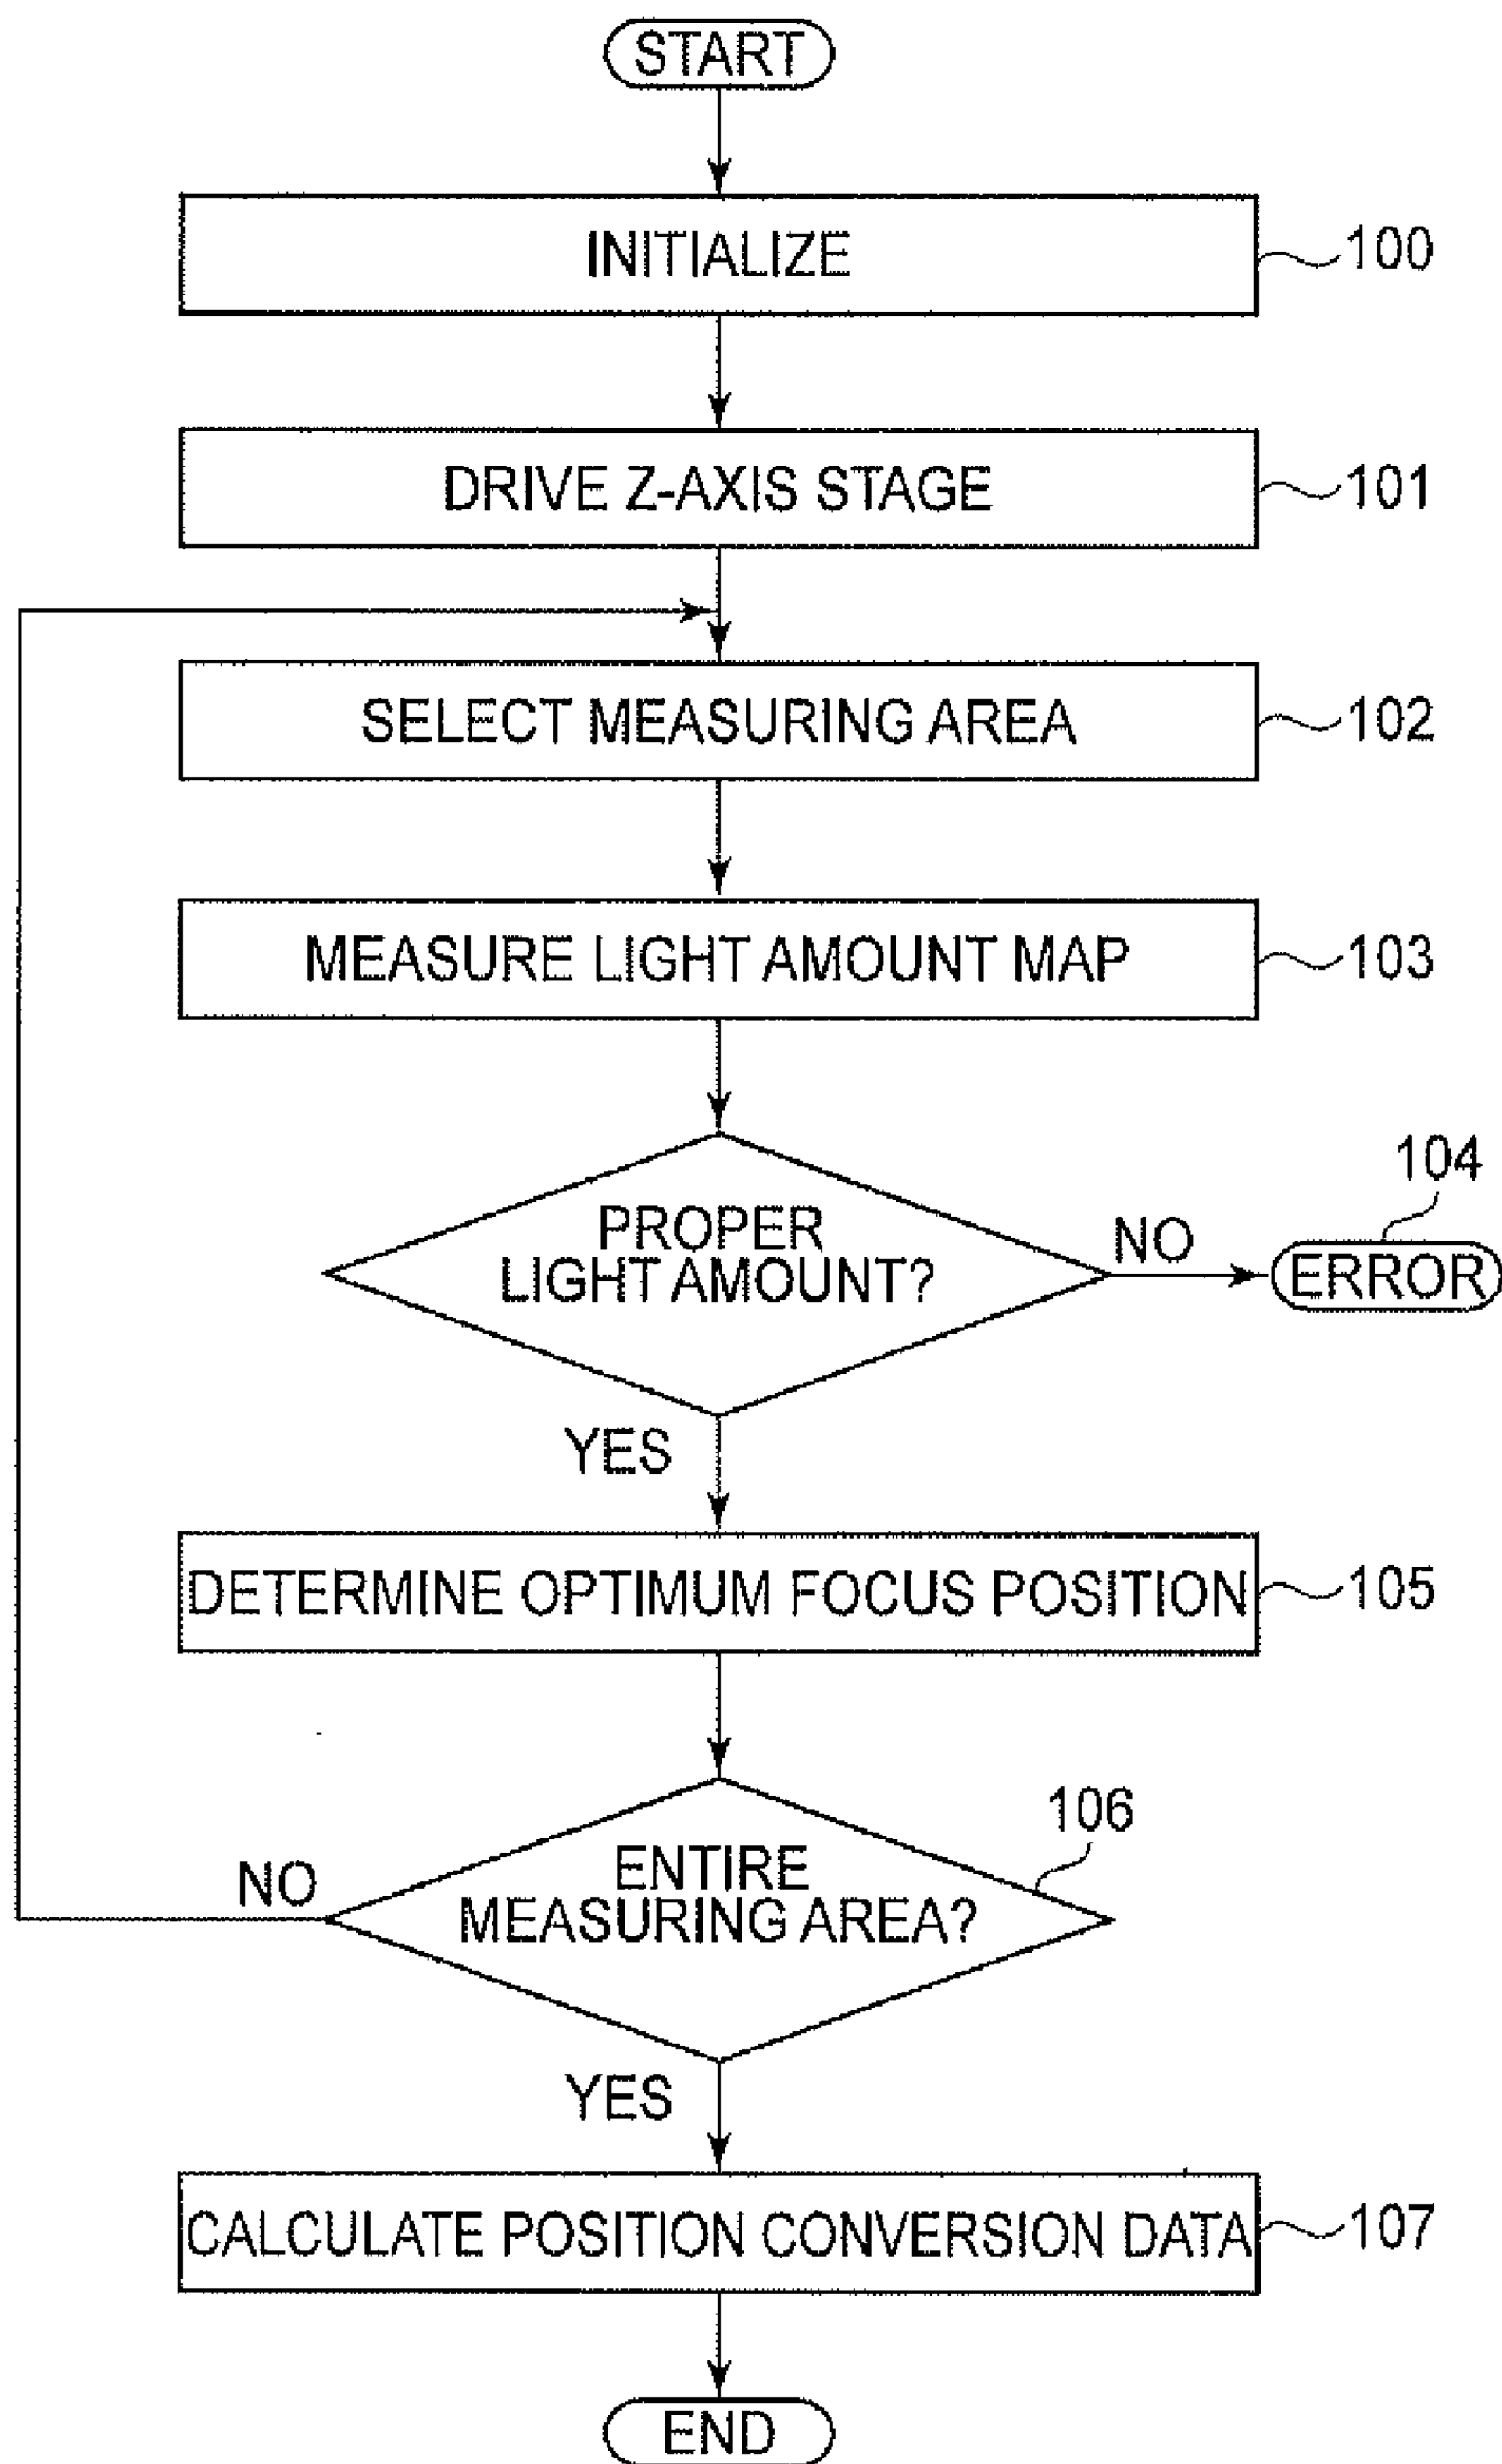 START
INITIALIZE
100
DRIVE Z-AXIS STAGE
101
SELECT MEASURING AREA
102
MEASURE LIGHT AMOUNT MAP
103
PROPER
LIGHT AMOUNT?
NO
104
ERROR
YES
DETERMINE OPTIMUM FOCUS POSITION
105
106
ENTIRE
MEASURING AREA?
NO
YES
CALCULATE POSITION CONVERSION DATA
107
END